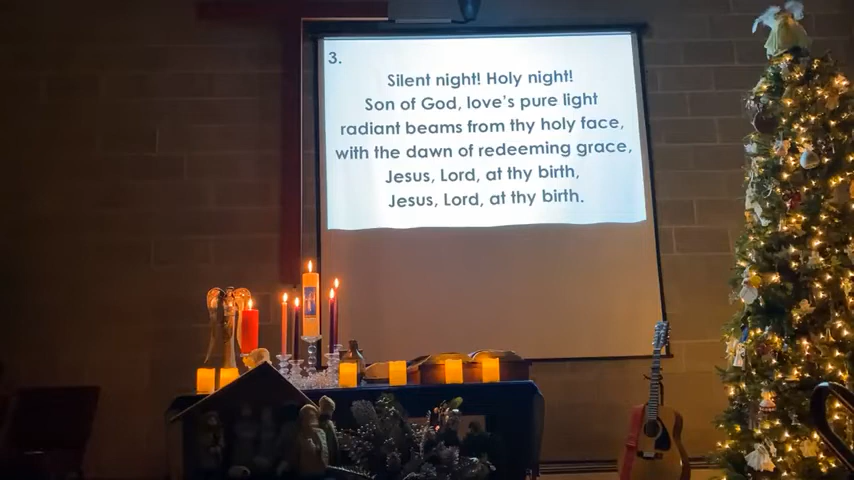 3.
Silent night! Holy night!
Son of God, love's pure light
radiant beams from thy holy face,
with the dawn of redeeming grace,
Jesus, Lord, at thy birth,
Jesus, Lord, at thy birth.